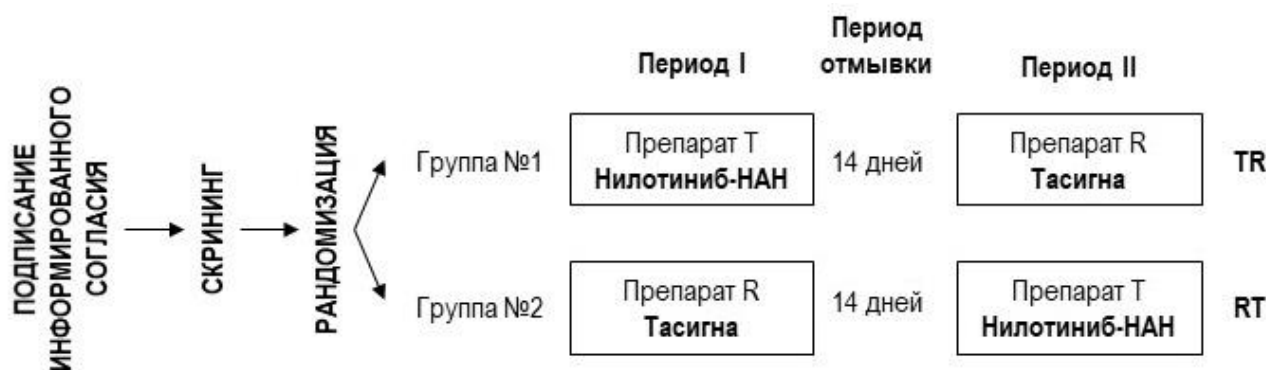 ПОДПИСАНИЕ
ИНФОРМИРОВАННОГО
СОГЛАСИЯ
СКРИНИНГ
РАНДОМИЗАЦИЯ
Период I
Период
отмывки
Период II
Группа №1
Препарат T
Нилотиниб-НАН
14 дней
Препарат R
Тасигна
TR
Группа №2
Препарат R
Тасигна
14 дней
Препарат T
Нилотиниб-НАН
RT